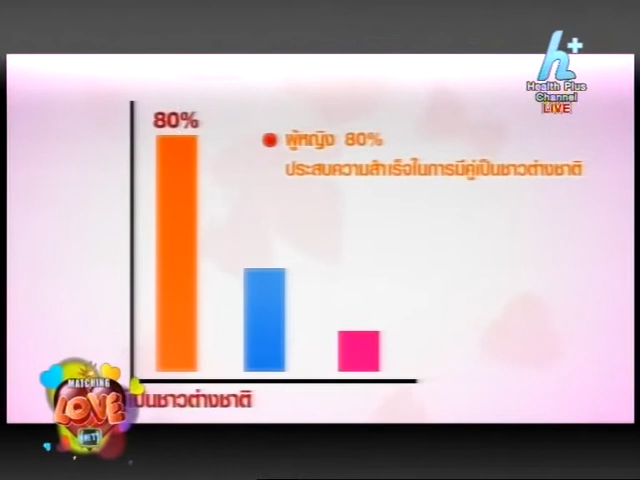 h+
Health Plus
Channel
LIVE
80%
ผู้หญิง 80%
ประสบความสำเร็จในการมีคู่เป็นชาวต่างชาติ
MATCHING
LOVE
เป็นชาวต่างชาติ